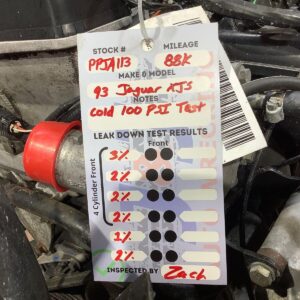 STOCK # MILEAGE
PPJA113 88K
MAKE & MODEL
93 Jaguar XJS
NOTES
Cold 100 PSI Test
LEAK DOWN TEST RESULTS
Front
4 Cylinder Front
3%
2%
2%
2%
1%
2%
INSPECTED BY Zach